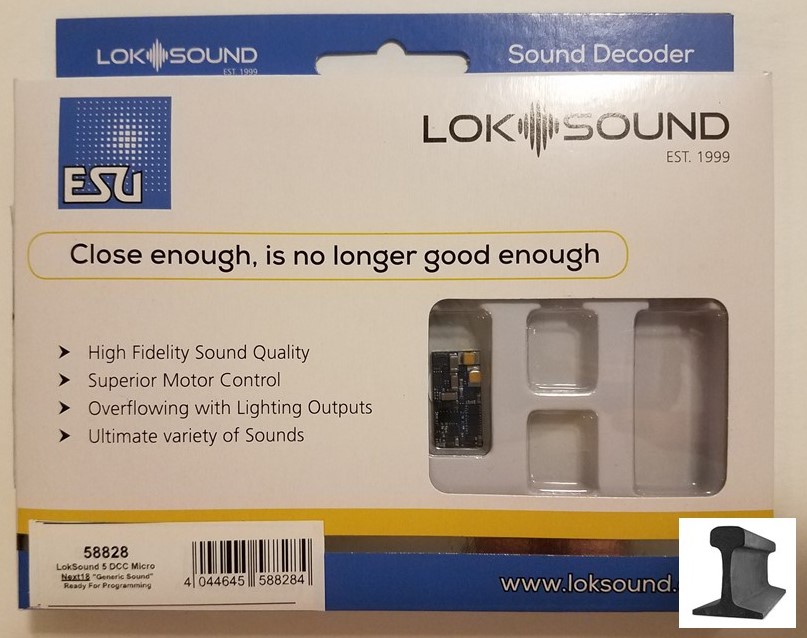 LOKSOUND
EST. 1999
Sound Decoder
ESU
LOKSOUND
EST. 1999
Close enough, is no longer good enough
High Fidelity Sound Quality
Superior Motor Control
Overflowing with Lighting Outputs
Ultimate variety of Sounds
58828
LokSound 5 DCC Micro
Next18 "Generic Sound"
Ready For Programming
4 044645 588284
www.loksound.